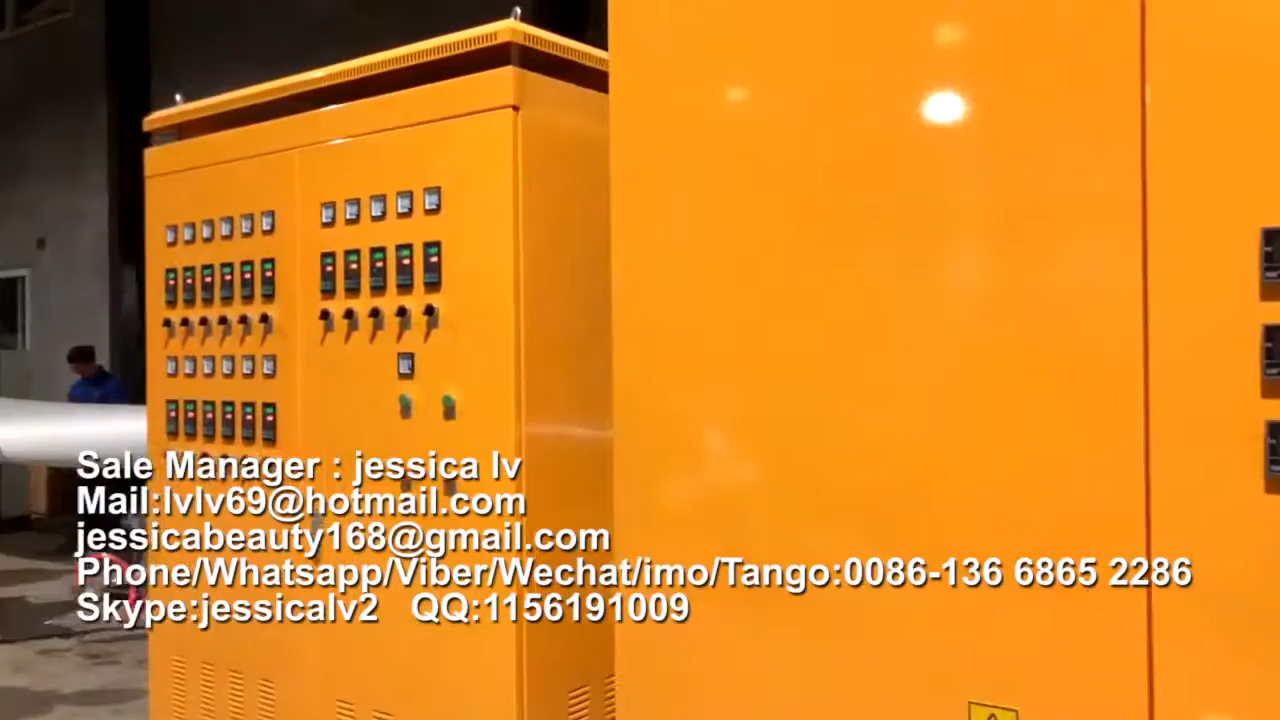 Sale Manager : jessica lv
Mail:lvlv69@hotmail.com
jessicabeauty168@gmail.com
Phone/Whatsapp/Viber/Wechat/imo/Tango:0086-136 6865 2286
Skype:jessicalv2 QQ:1156191009